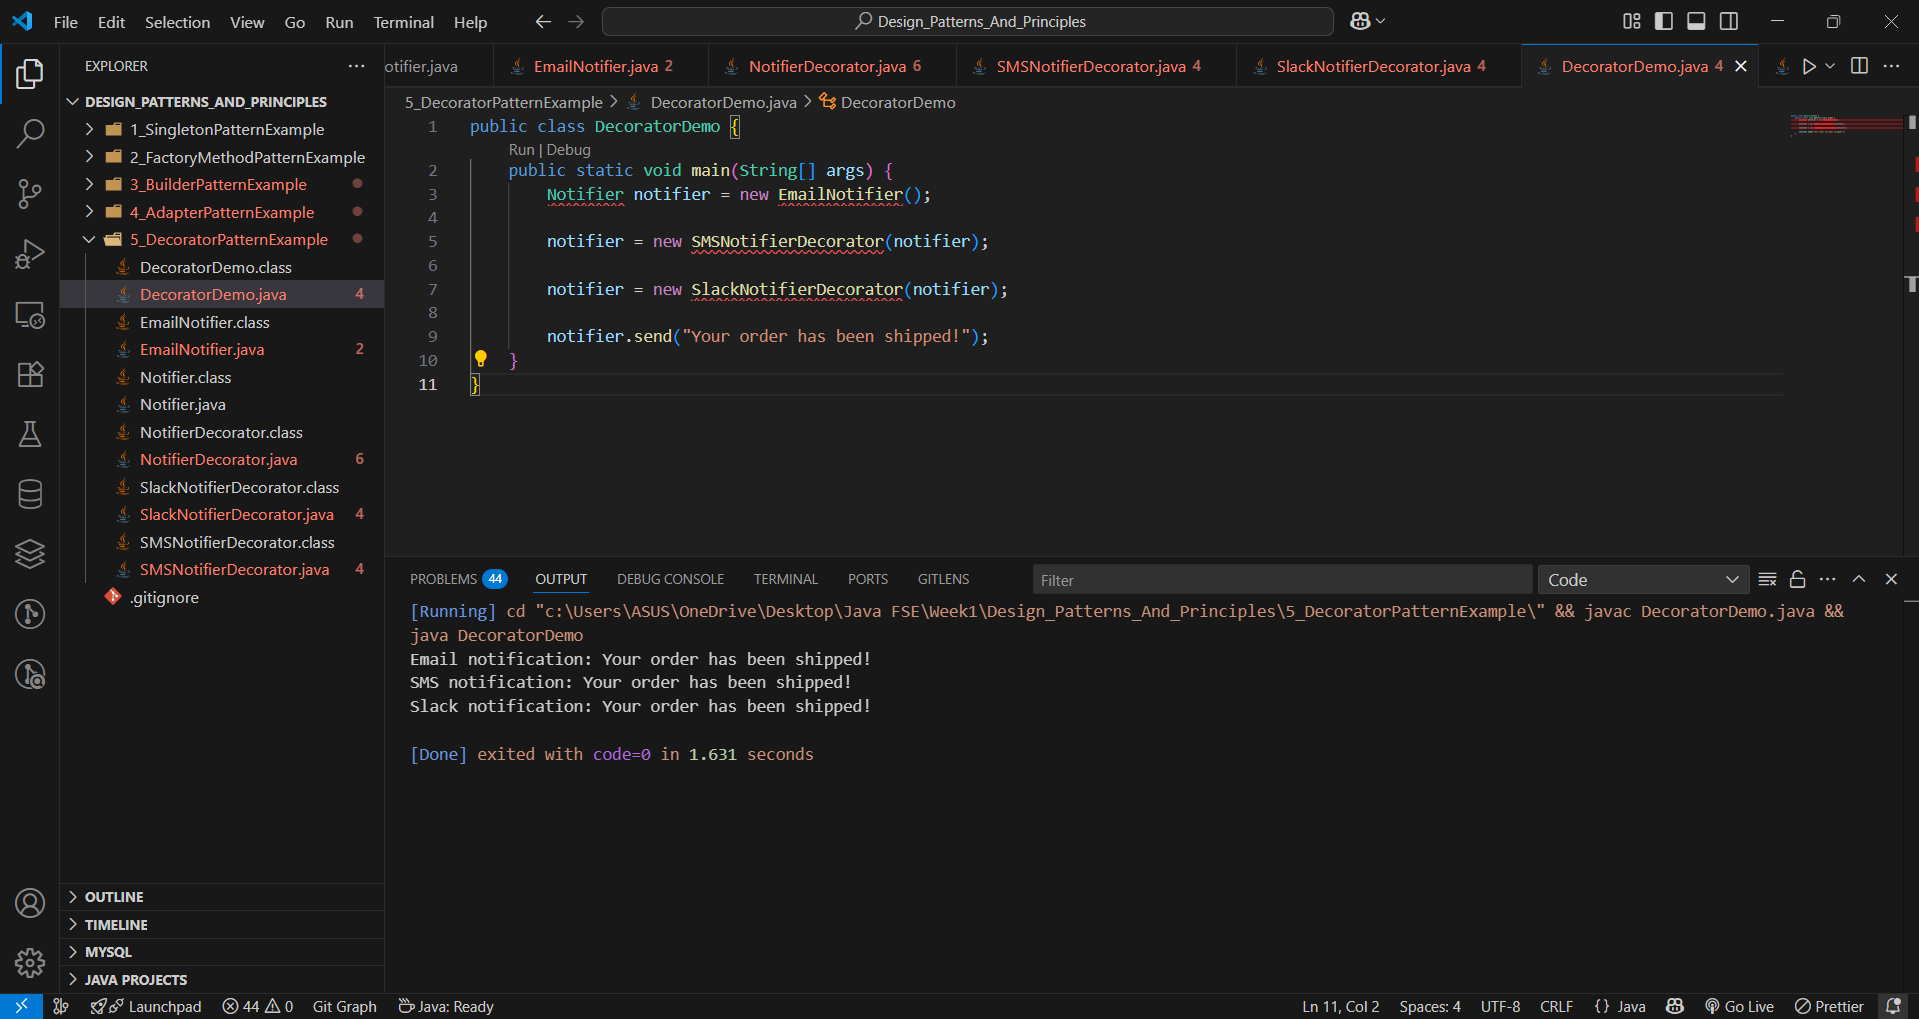 File Edit Selection View Go Run Terminal Help
Design_Patterns_And_Principles
EXPLORER
DESIGN_PATTERNS_AND_PRINCIPLES
1_SingletonPatternExample
2_FactoryMethodPatternExample
3_BuilderPatternExample
4_AdapterPatternExample
5_DecoratorPatternExample
DecoratorDemo.class
DecoratorDemo.java 4
EmailNotifier.class
EmailNotifier.java 2
Notifier.class
Notifier.java
NotifierDecorator.class
NotifierDecorator.java 6
SlackNotifierDecorator.class
SlackNotifierDecorator.java 4
SMSNotifierDecorator.class
SMSNotifierDecorator.java 4
.gitignore
OUTLINE
TIMELINE
MYSQL
JAVA PROJECTS
otifier.java EmailNotifier.java 2 NotifierDecorator.java 6 SMSNotifierDecorator.java 4 SlackNotifierDecorator.java 4 DecoratorDemo.java 4
5_DecoratorPatternExample > DecoratorDemo.java > DecoratorDemo
1 public class DecoratorDemo {
Run | Debug
2 public static void main(String[] args) {
3 Notifier notifier = new EmailNotifier();
4
5 notifier = new SMSNotifierDecorator(notifier);
6
7 notifier = new SlackNotifierDecorator(notifier);
8
9 notifier.send("Your order has been shipped!");
10 }
11 }
PROBLEMS 44 OUTPUT DEBUG CONSOLE TERMINAL PORTS GITLENS Filter Code
[Running] cd "c:\Users\ASUS\OneDrive\Desktop\Java FSE\Week1\Design_Patterns_And_Principles\5_DecoratorPatternExample\" && javac DecoratorDemo.java &&
java DecoratorDemo
Email notification: Your order has been shipped!
SMS notification: Your order has been shipped!
Slack notification: Your order has been shipped!
[Done] exited with code=0 in 1.631 seconds
Launchpad 44 0 Git Graph Java: Ready Ln 11, Col 2 Spaces: 4 UTF-8 CRLF {} Java Go Live Prettier